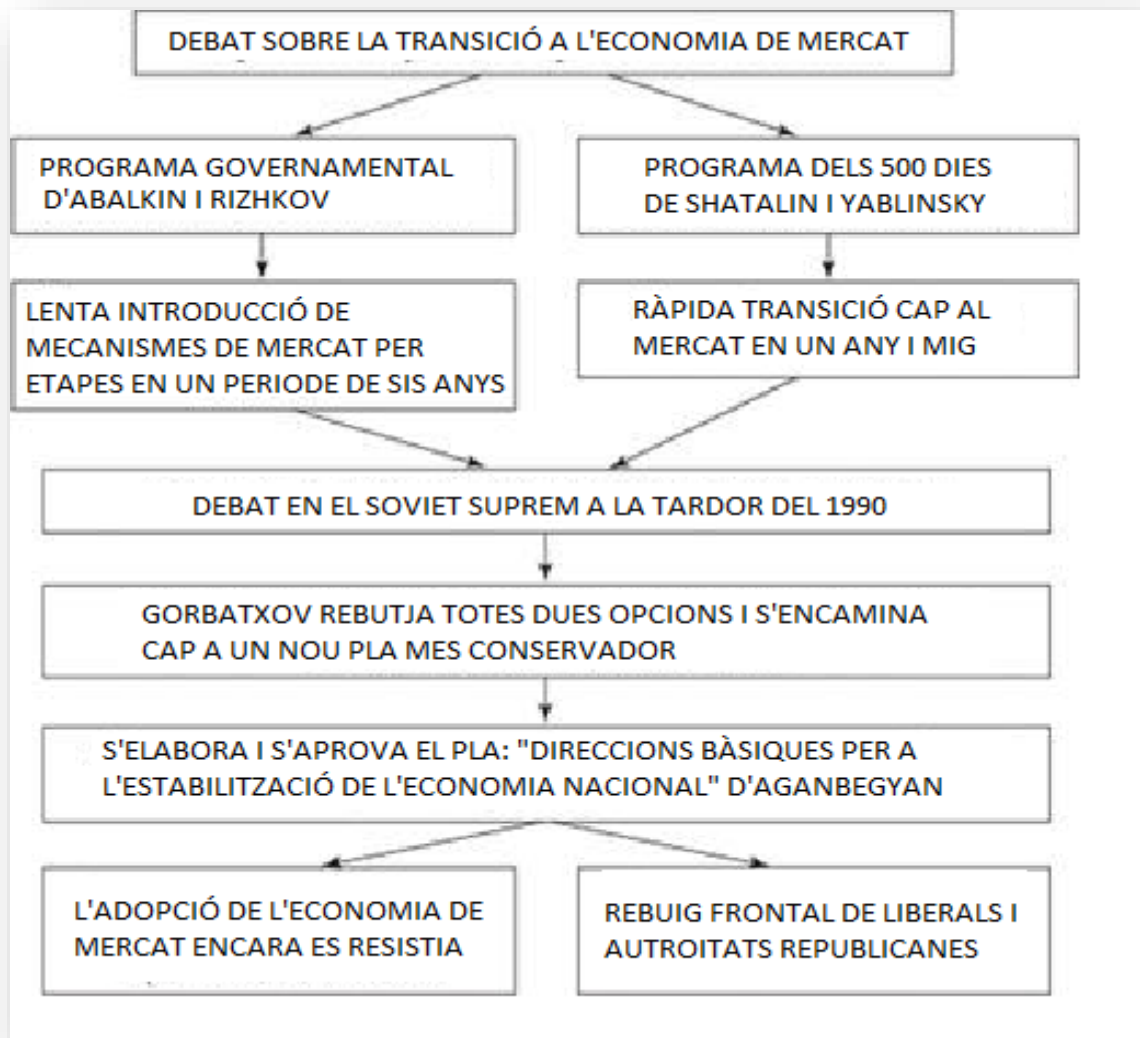 DEBAT SOBRE LA TRANSICIÓ A L'ECONOMIA DE MERCAT
PROGRAMA GOVERNAMENTAL
D'ABALKIN I RIZHKOV
PROGRAMA DELS 500 DIES
DE SHATALIN I YABLINSKY
LENTA INTRODUCCIÓ DE
MECANISMES DE MERCAT PER
ETAPES EN UN PERIODE DE SIS ANYS
RÀPIDA TRANSICIÓ CAP AL
MERCAT EN UN ANY I MIG
DEBAT EN EL SOVIET SUPREM A LA TARDOR DEL 1990
GORBATXOV REBUTJA TOTES DUES OPCIONS I S'ENCAMINA
CAP A UN NOU PLA MES CONSERVADOR
S'ELABORA I S'APROVA EL PLA: "DIRECCIONS BÀSIQUES PER A
L'ESTABILITZACIÓ DE L'ECONOMIA NACIONAL" D'AGANBEGYAN
L'ADOPCIÓ DE L'ECONOMIA DE
MERCAT ENCARA ES RESISTIA
REBUIG FRONTAL DE LIBERALS I
AUTROITATS REPUBLICANES